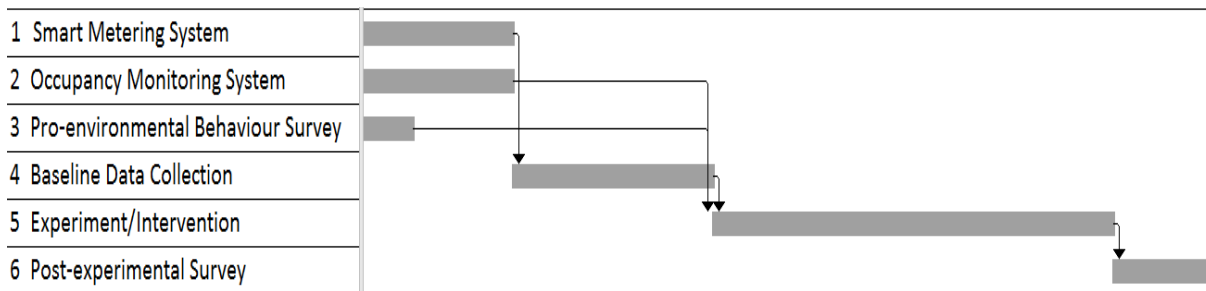 1 Smart Metering System
2 Occupancy Monitoring System
3 Pro-environmental Behaviour Survey
4 Baseline Data Collection
5 Experiment/Intervention
6 Post-experimental Survey